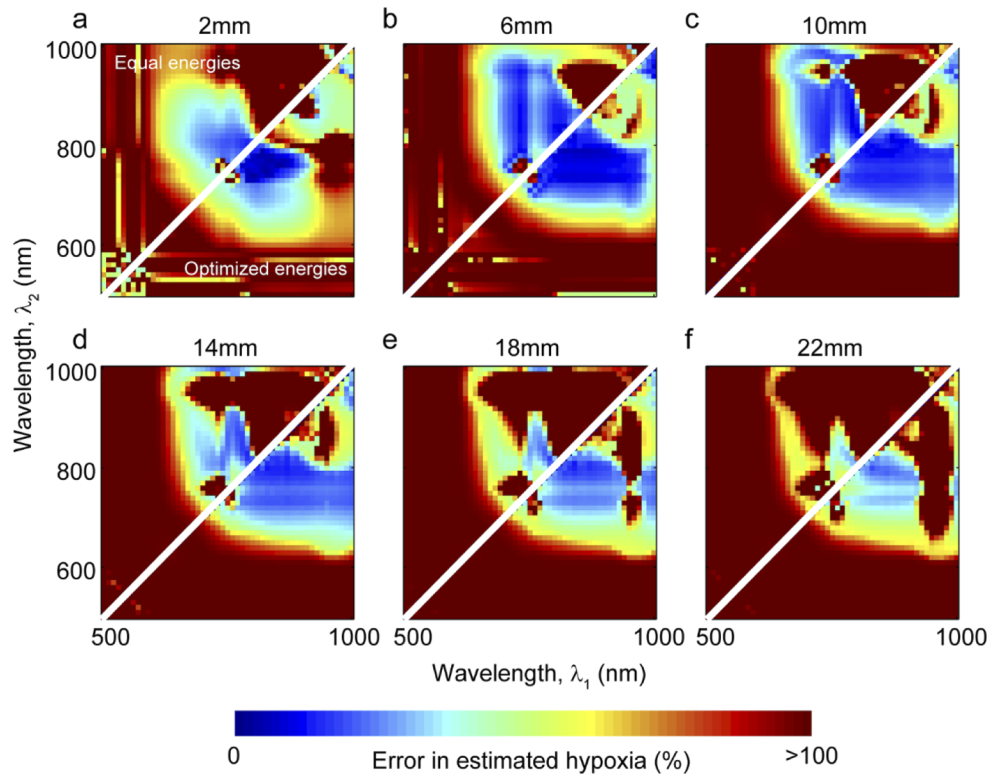 a 2mm
b 6mm
c 10mm
1000
800
600
Equal energies
Optimized energies
Wavelength, λ2 (nm)
d 14mm
e 18mm
f 22mm
1000
800
600
500 1000
500 1000
500 1000
Wavelength, λ1 (nm)
0 >100
Error in estimated hypoxia (%)